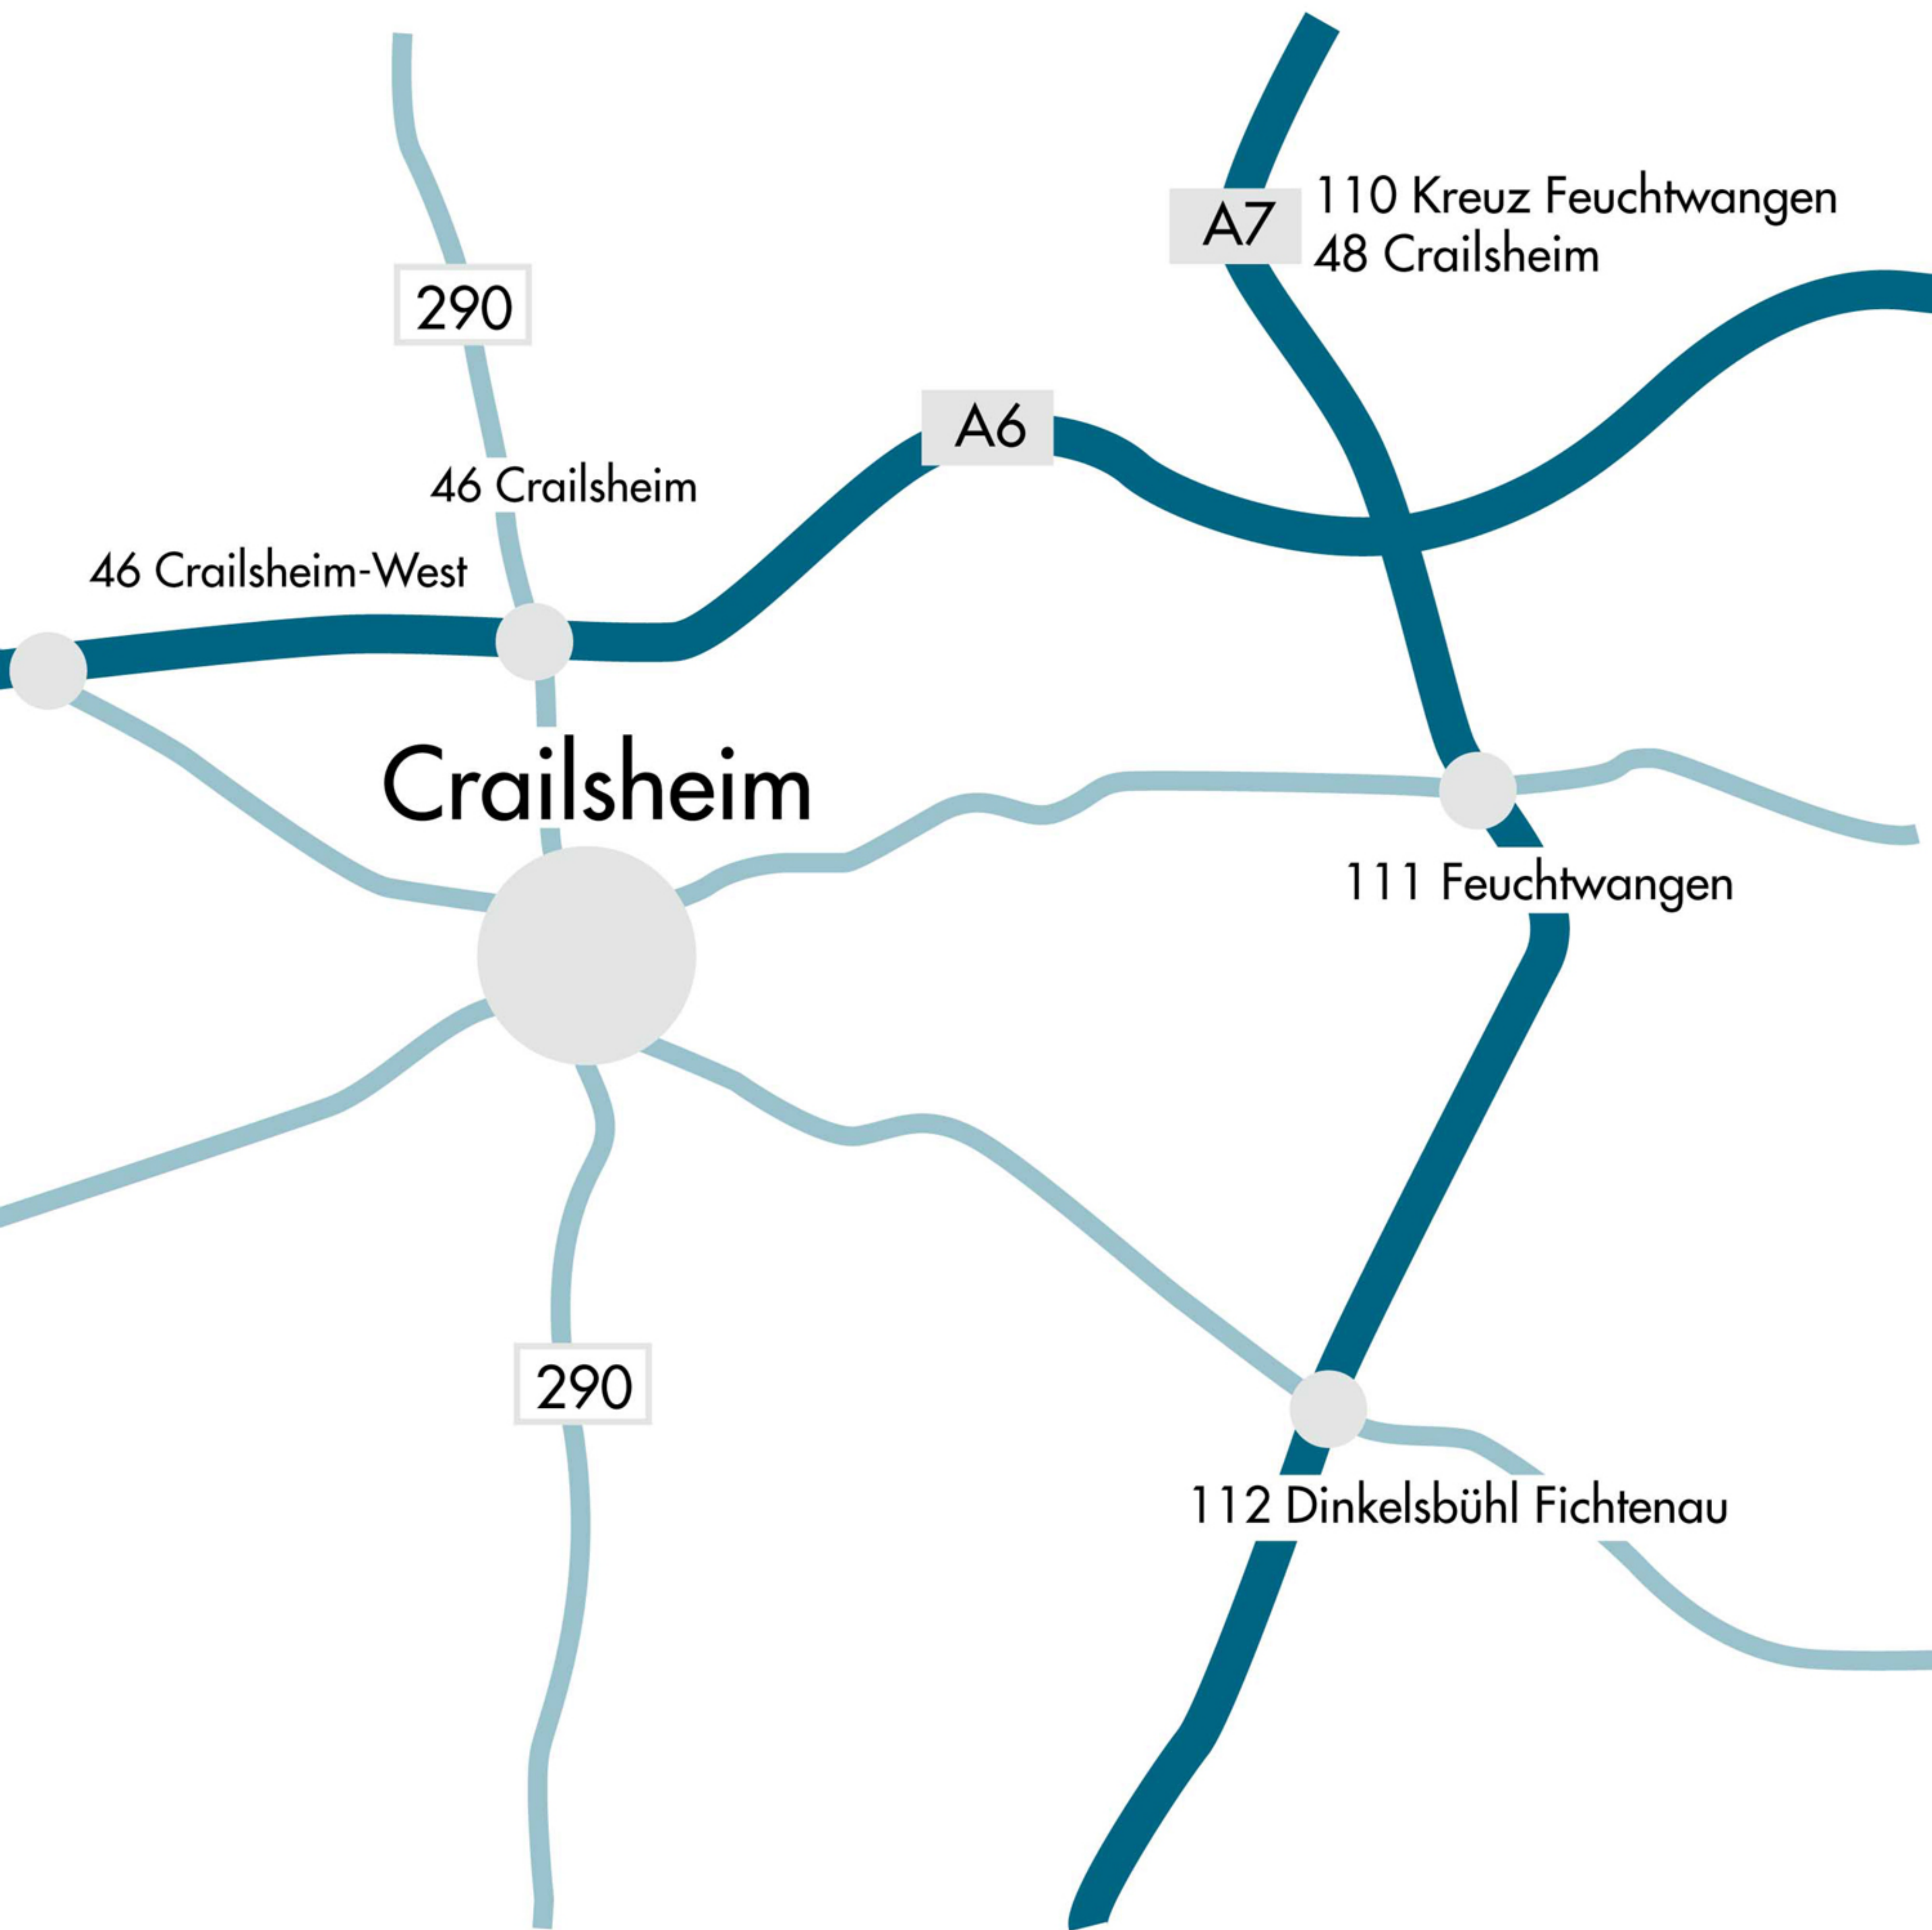 A7
110 Kreuz Feuchtwangen
48 Crailsheim
290
A6
46 Crailsheim
46 Crailsheim-West
Crailsheim
111 Feuchtwangen
290
112 Dinkelsbühl Fichtenau